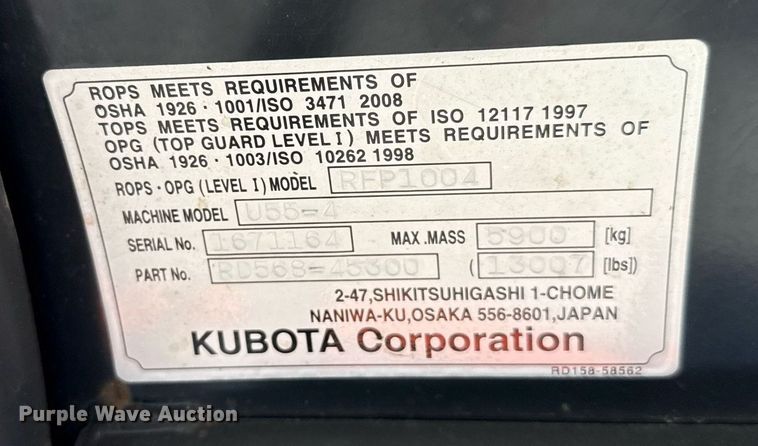 ROPS MEETS REQUIREMENTS OF
OSHA 1926・1001/ISO 3471 2008
TOPS MEETS REQUIREMENTS OF ISO 12117 1997
OPG (TOP GUARD LEVEL I) MEETS REQUIREMENTS OF
OSHA 1926・1003/ISO 10262 1998
ROPS・OPG (LEVEL I) MODEL RFP1004
MACHINE MODEL U55-4
SERIAL No. 1671164 MAX.MASS 5900 [kg]
PART No. RD568-45300 (13007 [lbs])
2-47,SHIKITSUHIGASHI 1-CHOME
NANIWA-KU,OSAKA 556-8601,JAPAN
KUBOTA Corporation
RD158-58562
Purple Wave Auction